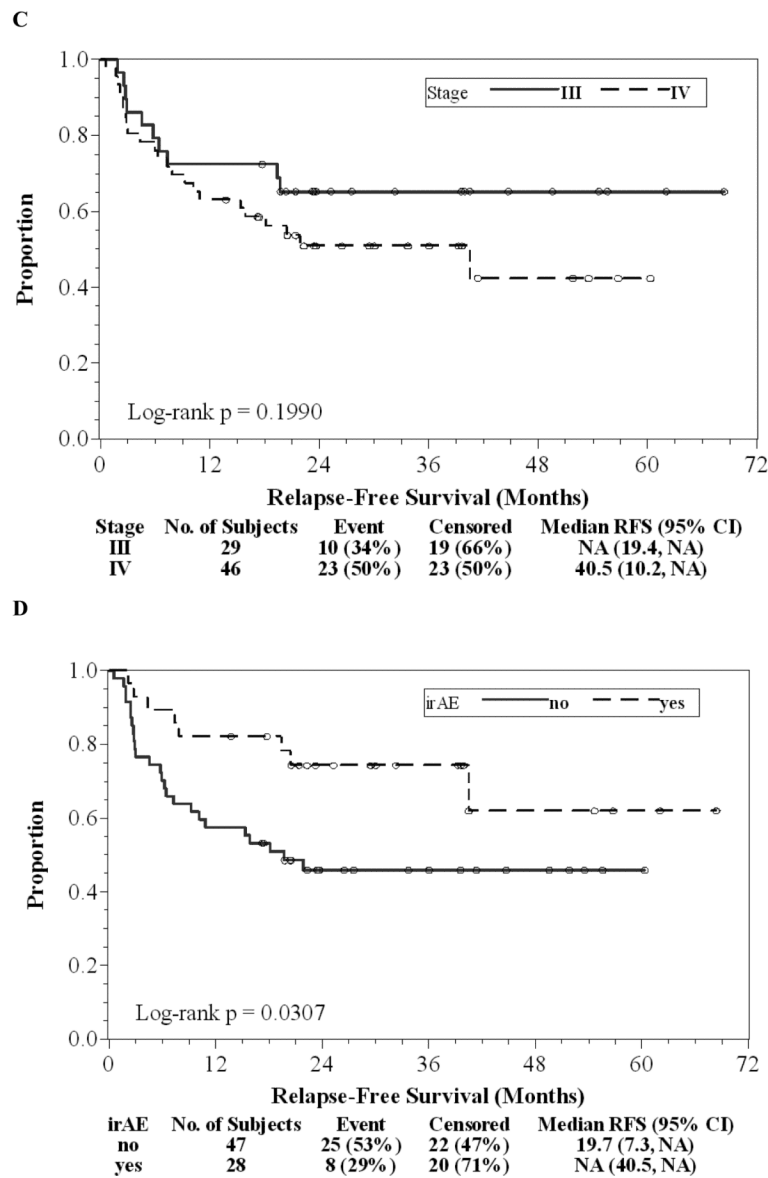 C
1.0
Stage III IV
0.8
0.6
Proportion
0.4
0.2
Log-rank p = 0.1990
0.0
0 12 24 36 48 60 72
Relapse-Free Survival (Months)
Stage No. of Subjects Event Censored Median RFS (95% CI)
III 29 10 (34%) 19 (66%) NA (19.4, NA)
IV 46 23 (50%) 23 (50%) 40.5 (10.2, NA)
D
1.0
irAE no yes
0.8
0.6
Proportion
0.4
0.2
Log-rank p = 0.0307
0.0
0 12 24 36 48 60 72
Relapse-Free Survival (Months)
irAE No. of Subjects Event Censored Median RFS (95% CI)
no 47 25 (53%) 22 (47%) 19.7 (7.3, NA)
yes 28 8 (29%) 20 (71%) NA (40.5, NA)